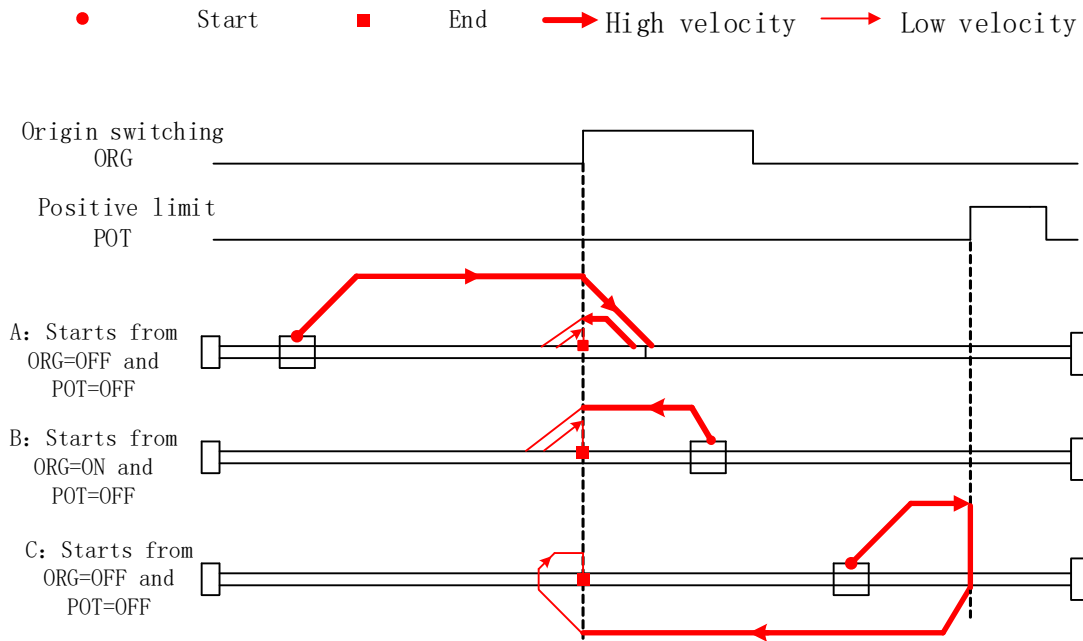 Start End High velocity Low velocity
Origin switching
ORG
Positive limit
POT
A: Starts from
ORG=OFF and
POT=OFF
B: Starts from
ORG=ON and
POT=OFF
C: Starts from
ORG=OFF and
POT=OFF